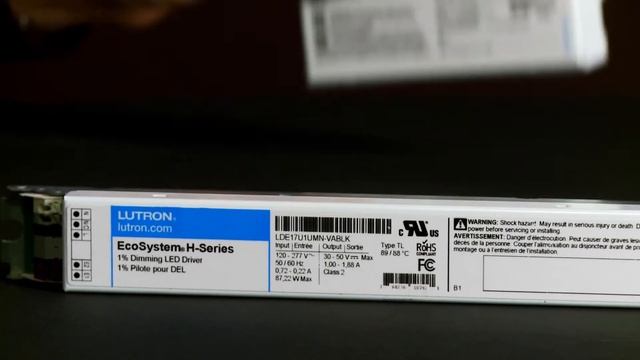 LUTRON®
lutron.com
EcoSystem® H-Series
1% Dimming LED Driver
1% Pilote pour DEL
LDE17U1UMN-VABLK
Input | Entrée
120 - 277 V~
50 / 60 Hz
0,72 - 0,22 A
87,22 W Max
Output | Sortie
30 - 50 V⎓ Max
1,00 - 1,88 A
Class 2
Type TL
89 / 88°C
c UL US
RoHS
FC
B1
WARNING: Shock hazard. May result in serious injury or death. D
power before servicing or installing.
AVERTISSEMENT: Danger d'électrocution. Peut causer de graves
décès de la personne. Couper l'alimentation au disjoncteur
montage ou de l'entretien de l'installation.